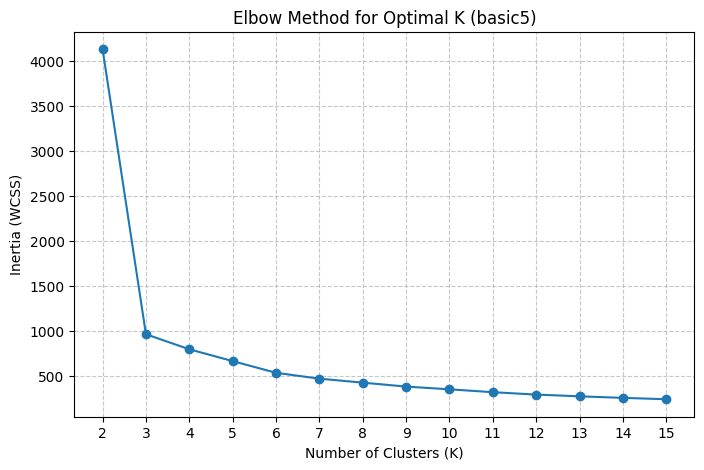 Elbow Method for Optimal K (basic5)
Inertia (WCSS)
4000
3500
3000
2500
2000
1500
1000
500
2 3 4 5 6 7 8 9 10 11 12 13 14 15
Number of Clusters (K)